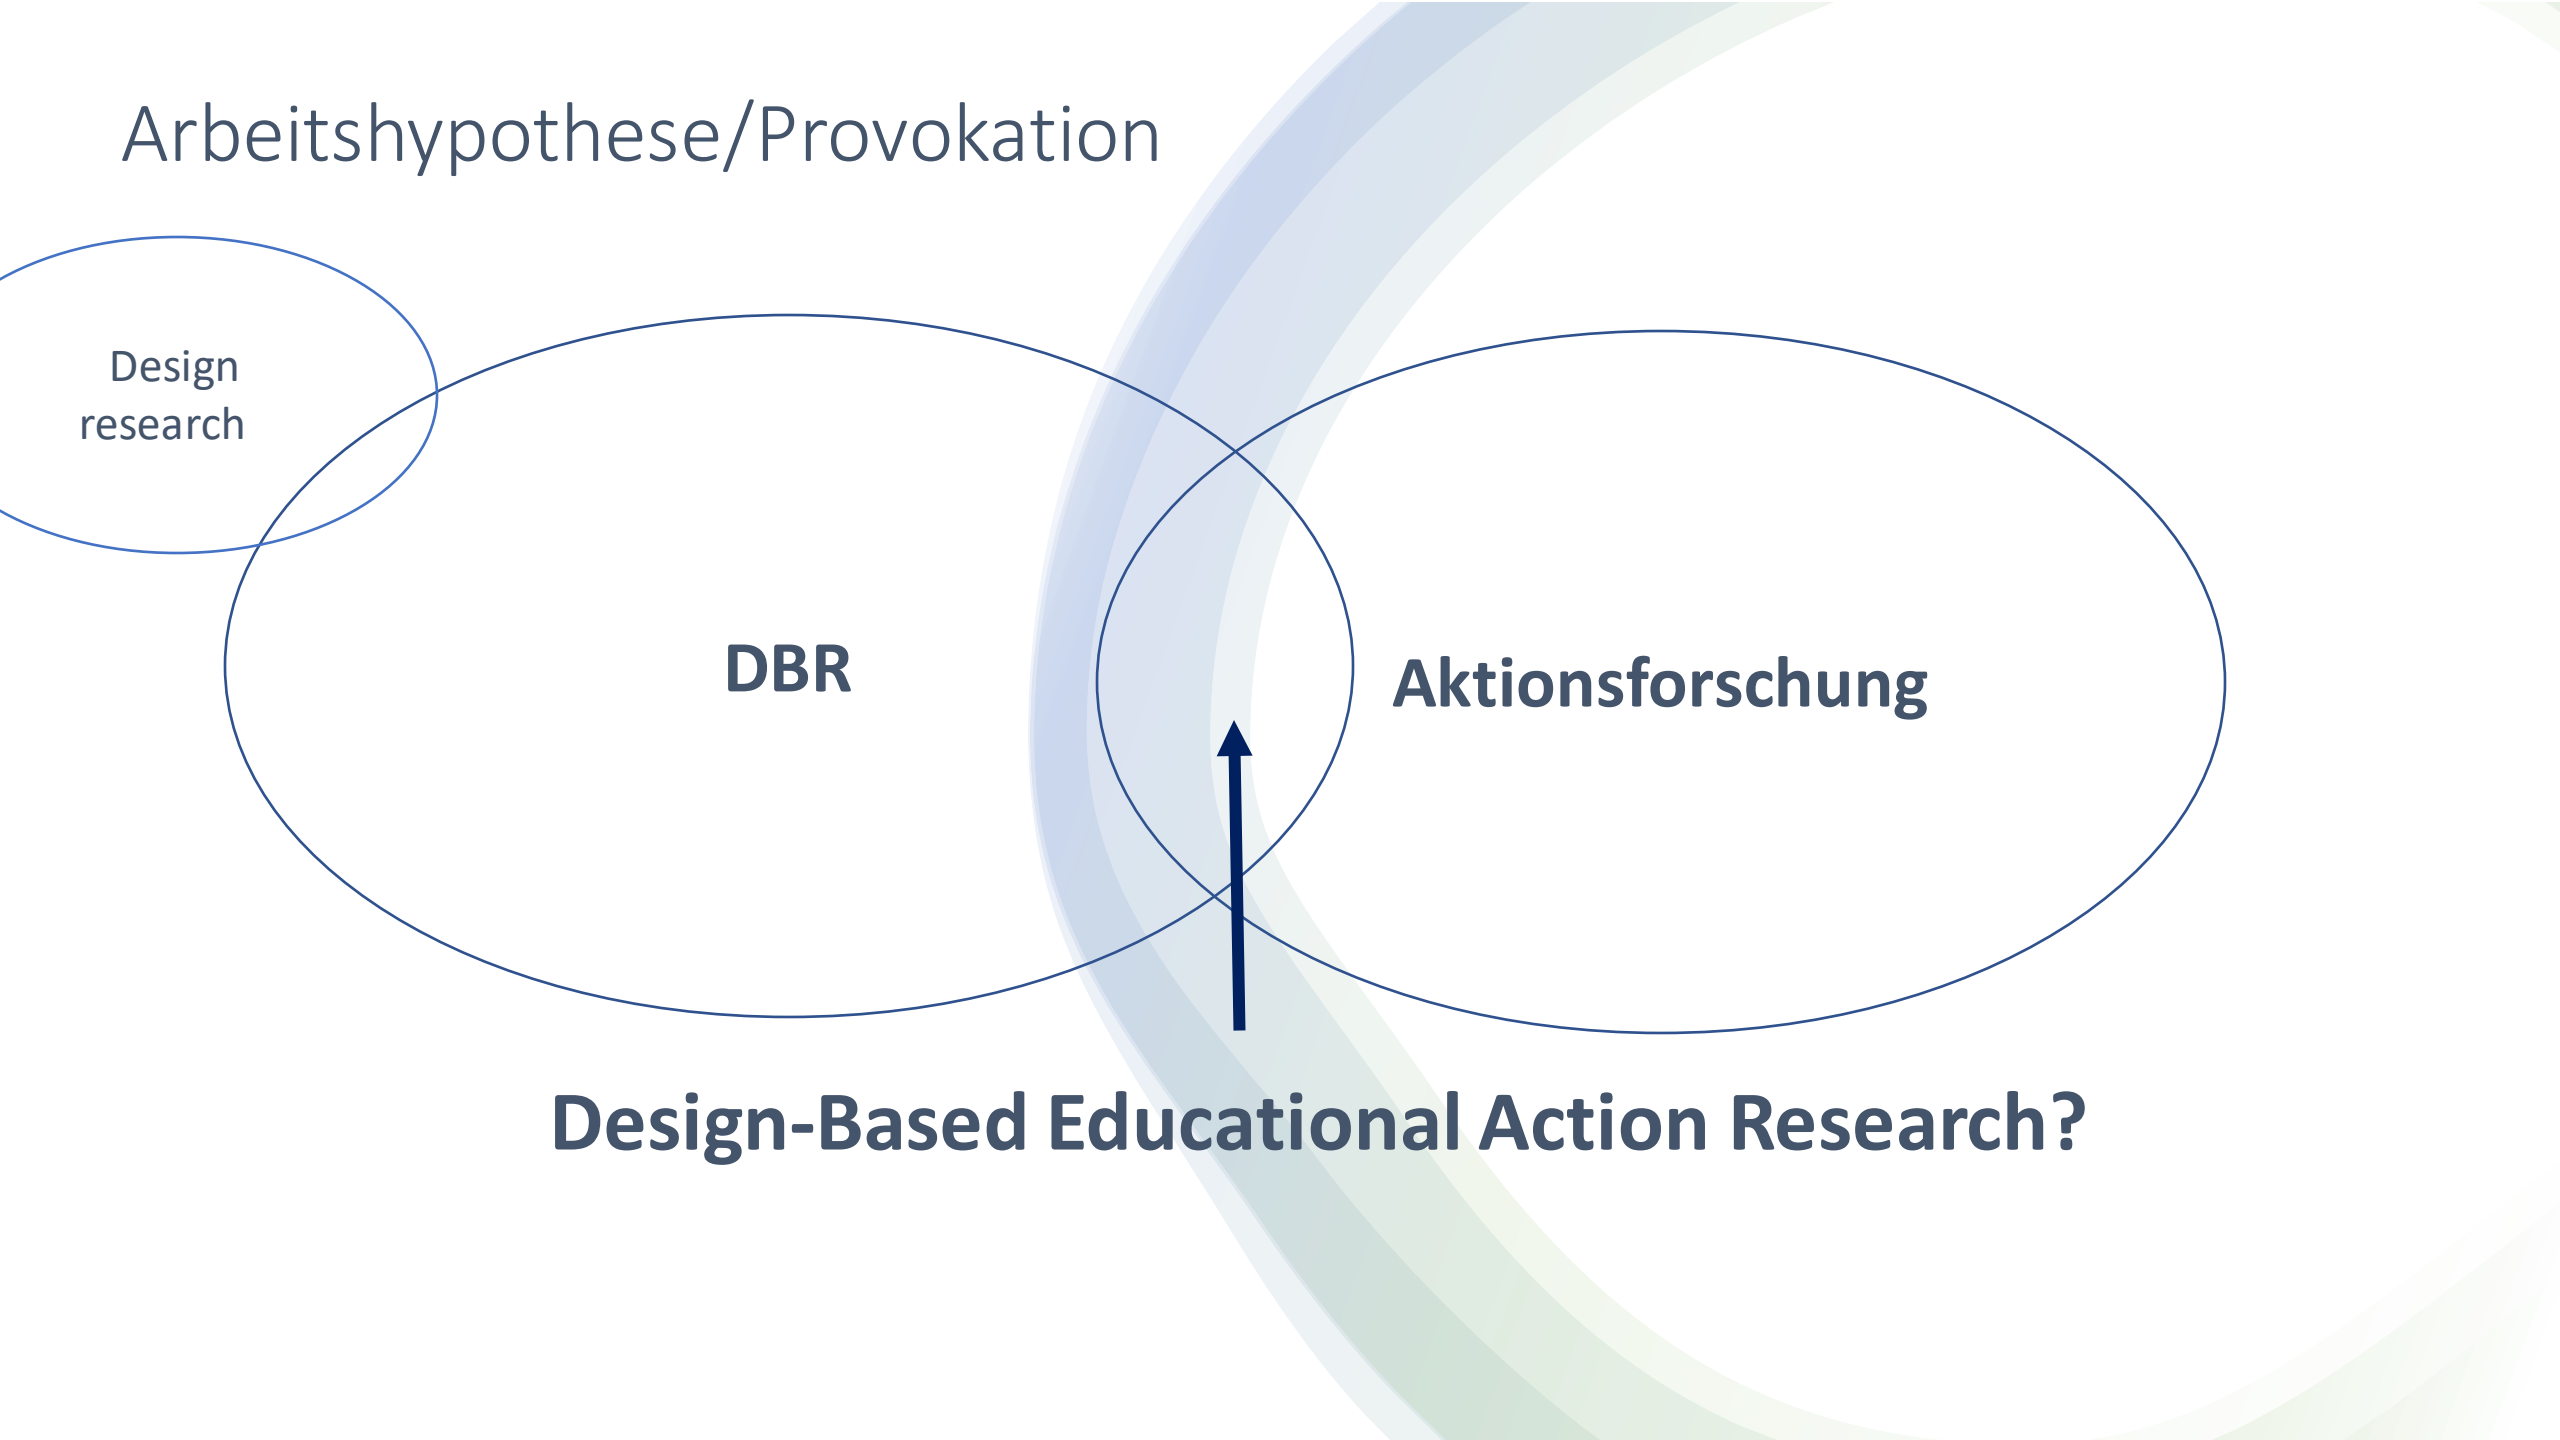 Arbeitshypothese/Provokation
Design
research
DBR
Aktionsforschung
Design-Based Educational Action Research?